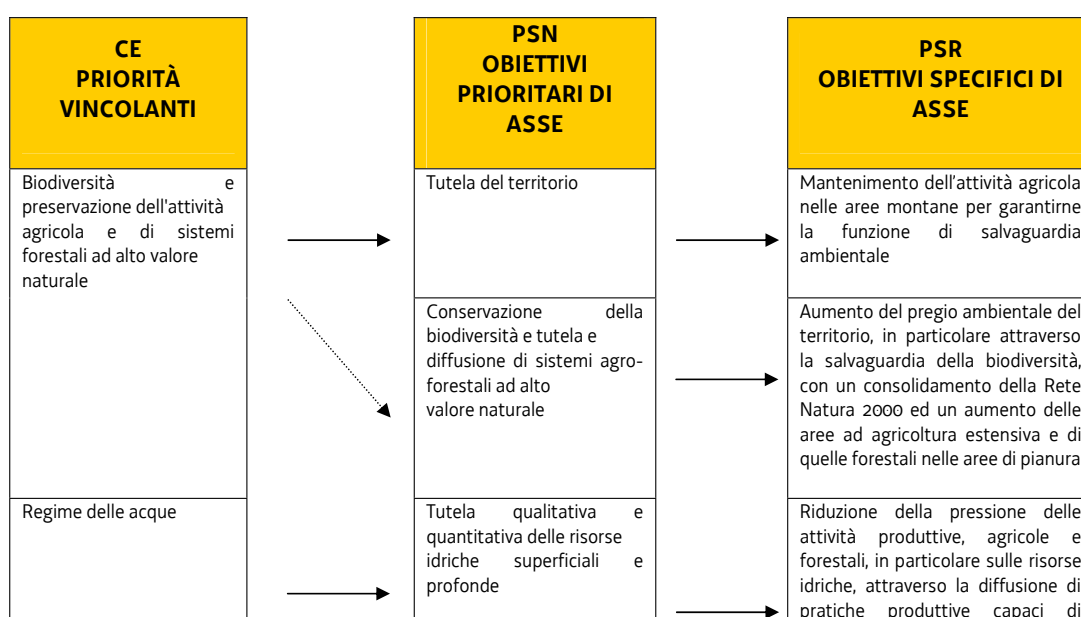 CE
PRIORITÀ
VINCOLANTI
PSN
OBIETTIVI
PRIORITARI DI
ASSE
PSR
OBIETTIVI SPECIFICI DI
ASSE
Biodiversità e
preservazione dell'attività
agricola e di sistemi
forestali ad alto valore
naturale
Tutela del territorio
Mantenimento dell'attività agricola
nelle aree montane per garantirne
la funzione di salvaguardia
ambientale
Conservazione della
biodiversità e tutela e
diffusione di sistemi agro-
forestali ad alto
valore naturale
Aumento del pregio ambientale del
territorio, in particolare attraverso
la salvaguardia della biodiversità,
con un consolidamento della Rete
Natura 2000 ed un aumento delle
aree ad agricoltura estensiva e di
quelle forestali nelle aree di pianura
Regime delle acque
Tutela qualitativa e
quantitativa delle risorse
idriche superficiali e
profonde
Riduzione della pressione delle
attività produttive, agricole e
forestali, in particolare sulle risorse
idriche, attraverso la diffusione di
pratiche produttive capaci di